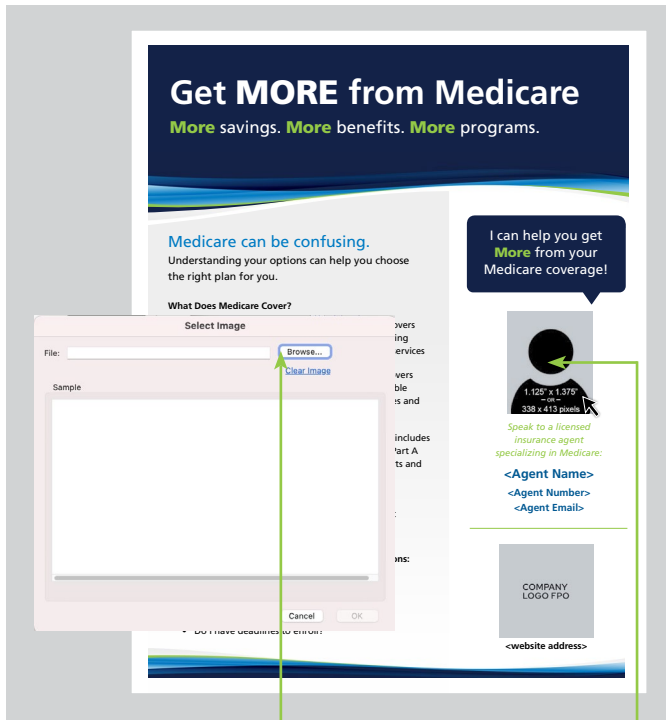 Get MORE from Medicare
More savings. More benefits. More programs.
Medicare can be confusing.
Understanding your options can help you choose
the right plan for you.
What Does Medicare Cover?
I can help you get
More from your
Medicare coverage!
Select Image
File:
Browse...
Clear Image
Sample
Cancel
OK
includes
Part A
and
1.125" x 1.375"
– OR –
338 x 413 pixels
Speak to a licensed
insurance agent
specializing in Medicare:
<Agent Name>
<Agent Number>
<Agent Email>
COMPANY
LOGO FPO
<website address>
• Do I have deadlines to enroll?